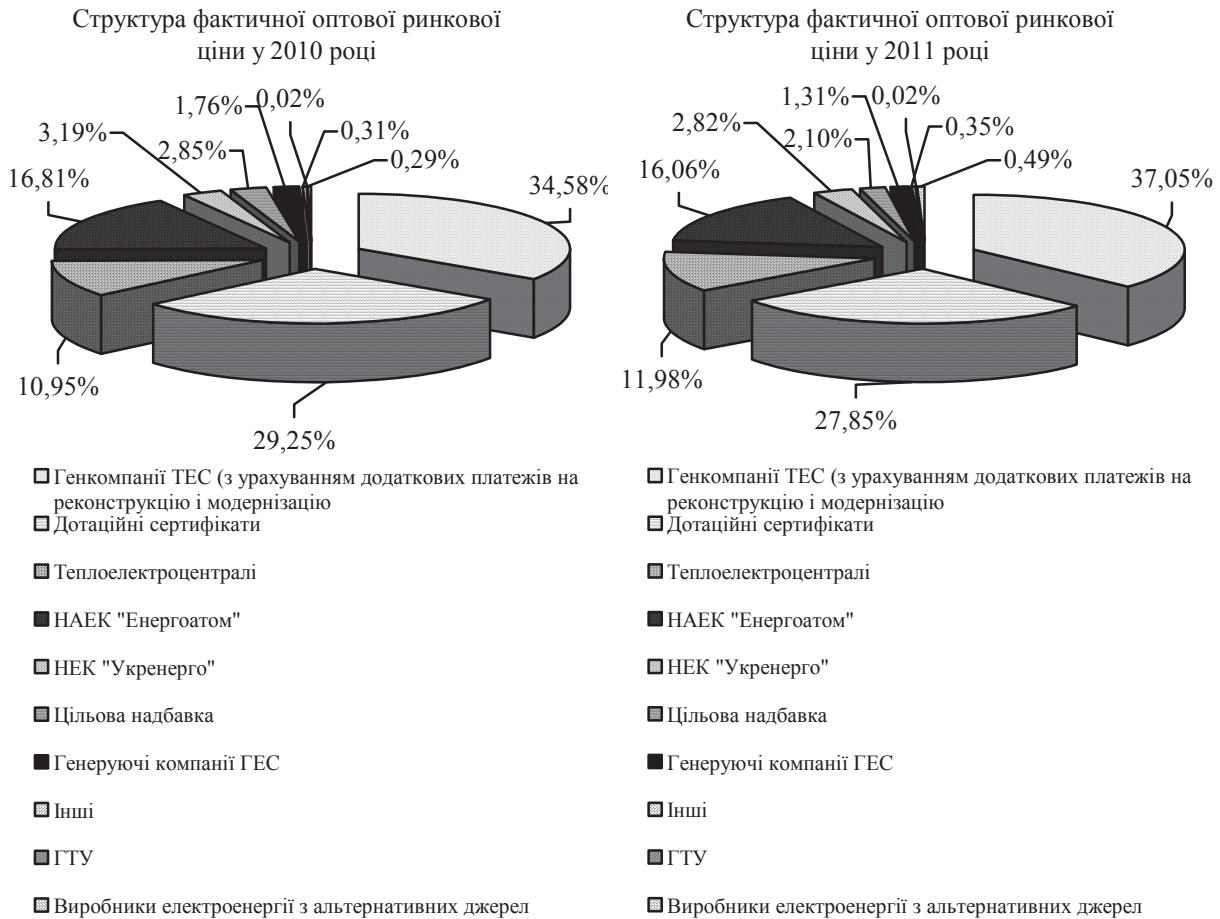 Структура фактичної оптової ринкової
ціни у 2010 році
1,76%
0,02%
3,19%
2,85%
0,31%
0,29%
16,81%
34,58%
10,95%
29,25%
Генкомпанії ТЕС (з урахуванням додаткових платежів на
реконструкцію і модернізацію
Дотаційні сертифікати
Теплоелектроцентралі
НАЕК "Енергоатом"
НЕК "Укренерго"
Цільова надбавка
Генеруючі компанії ГЕС
Інші
ГТУ
Виробники електроенергії з альтернативних джерел
Структура фактичної оптової ринкової
ціни у 2011 році
1,31%
0,02%
2,82%
2,10%
0,35%
0,49%
16,06%
37,05%
11,98%
27,85%
Генкомпанії ТЕС (з урахуванням додаткових платежів на
реконструкцію і модернізацію
Дотаційні сертифікати
Теплоелектроцентралі
НАЕК "Енергоатом"
НЕК "Укренерго"
Цільова надбавка
Генеруючі компанії ГЕС
Інші
ГТУ
Виробники електроенергії з альтернативних джерел